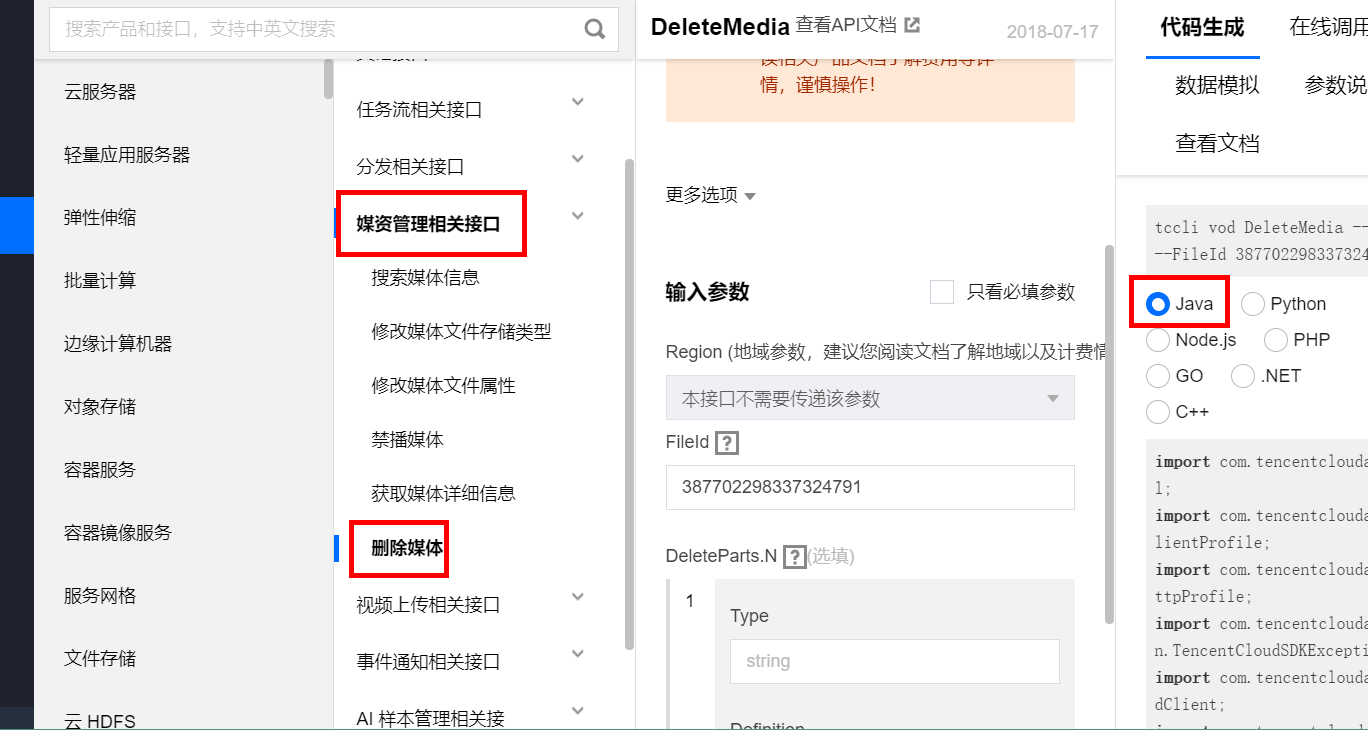 搜索产品和接口，支持中英文搜索
云服务器
轻量应用服务器
弹性伸缩
批量计算
边缘计算机器
对象存储
容器服务
容器镜像服务
服务网格
文件存储
云 HDFS
任务流相关接口
分发相关接口
媒资管理相关接口
搜索媒体信息
修改媒体文件存储类型
修改媒体文件属性
禁播媒体
获取媒体详细信息
删除媒体
视频上传相关接口
事件通知相关接口
AI 样本管理相关接
DeleteMedia 查看API文档 2018-07-17
读相关产品文档了解费用等详
情，谨慎操作！
更多选项
输入参数 只看必填参数
Region (地域参数，建议您阅读文档了解地域以及计费情
本接口不需要传递该参数
FileId ?
387702298337324791
DeleteParts.N ? (选填)
1
Type
string
Definition
代码生成 在线调用
数据模拟 参数说
查看文档
tccli vod DeleteMedia --
--FileId 387702298337324
Java Python
Node.js PHP
GO .NET
C++
import com.tencentclouda
l;
import com.tencentclouda
lientProfile;
import com.tencentclouda
ttpProfile;
import com.tencentclouda
n.TencentCloudSDKExcepti
import com.tencentclouda
dClient;